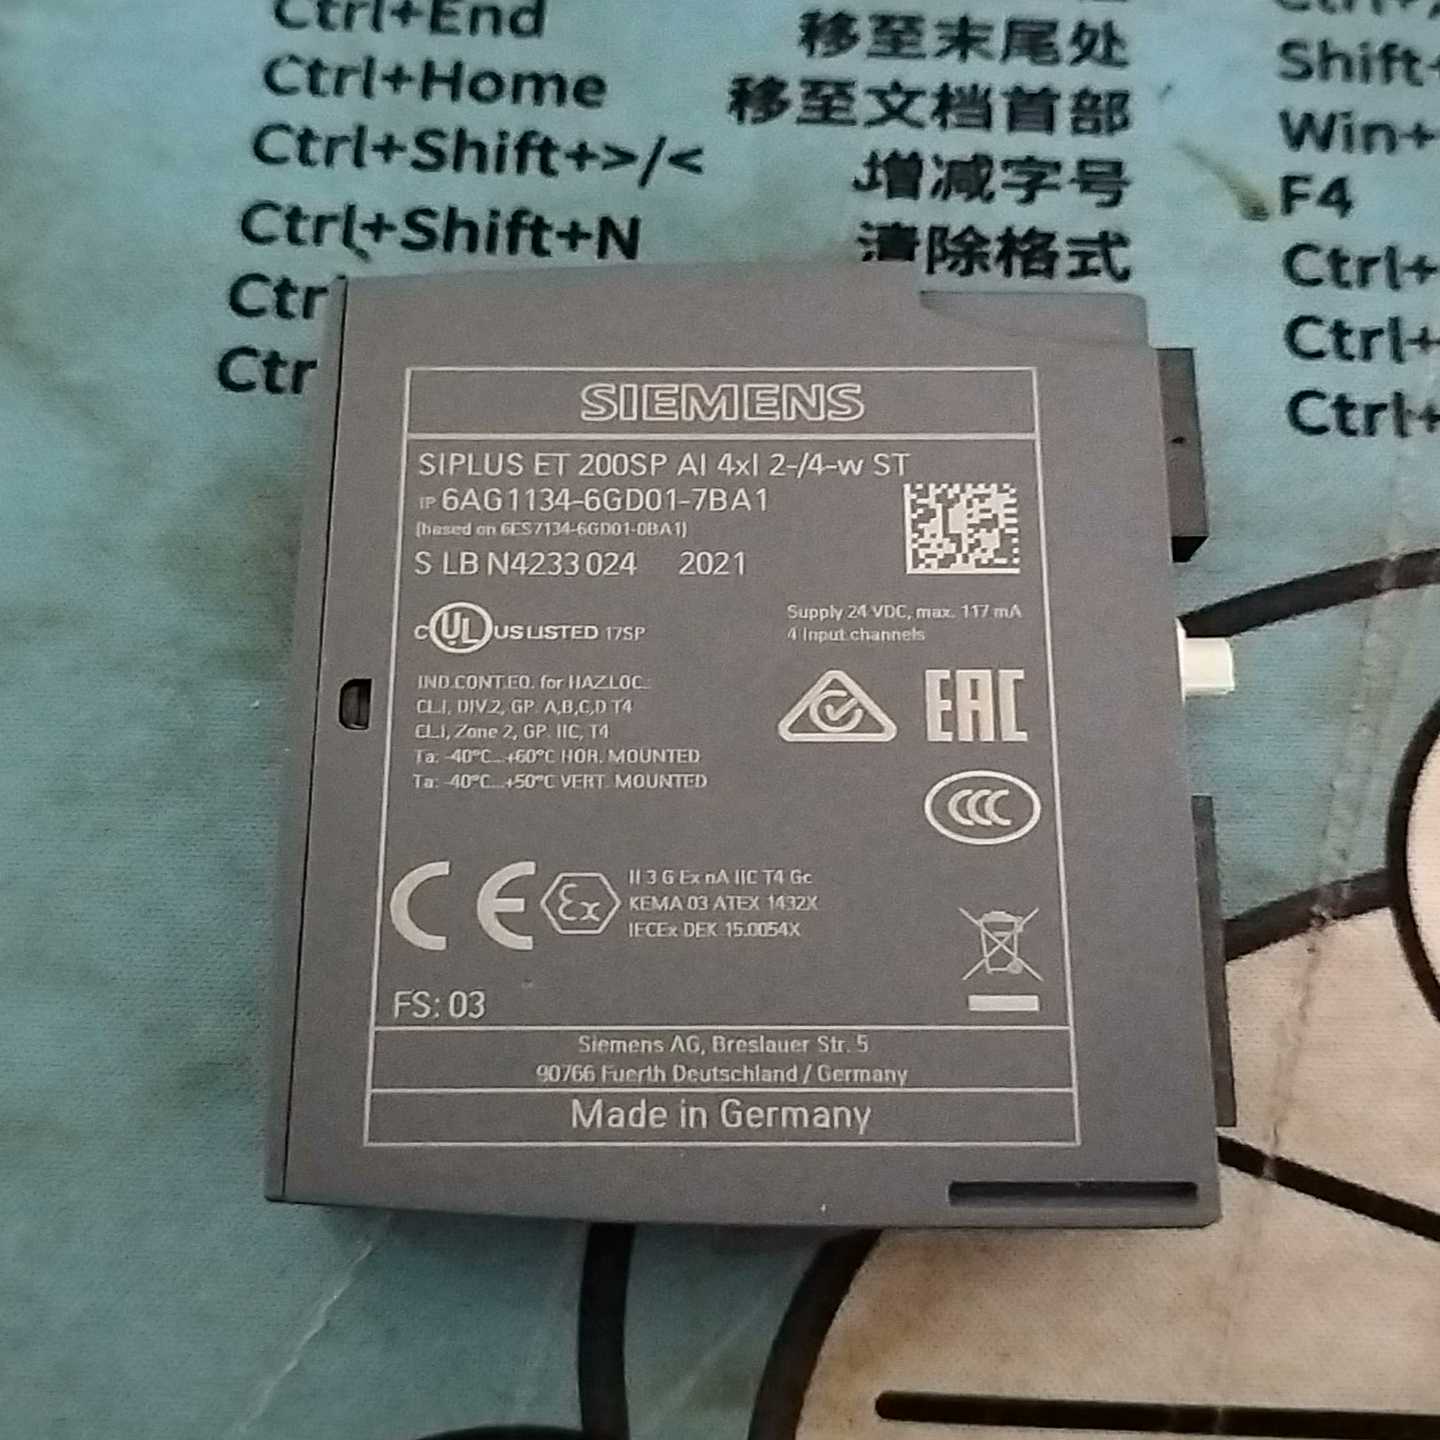 Ctrl+End
移至末尾处
Ctrl+Home
移至文档首部
Shift+
Ctrl+Shift+>/<
增减字号
Win+
Ctrl+Shift+N
清除格式
F4
Ctr
Ctrl+
Ctr
Ctrl+
Ctrl+
SIEMENS
SIPLUS ET 200SP AI 4xI 2-/4-w ST
1P 6AG1134-6GD01-7BA1
(based on 6ES7134-6GD01-0BA1)
S LB N4233024 2021
Supply 24 VDC, max. 117 mA
4 Input channels
C UL US LISTED 17SP
IND.CONT.EQ. for HAZ.LOC.:
CL.I, DIV.2, GP. A,B,C,D T4
CL.I, Zone 2, GP. IIC, T4
Ta: -40°C...+60°C HOR. MOUNTED
Ta: -40°C...+50°C VERT. MOUNTED
EAC
CCC
CE Ex
II 3 G Ex nA IIC T4 Gc
KEMA 03 ATEX 1432X
IECEx DEK 15.0054X
FS: 03
Siemens AG, Breslauer Str. 5
90766 Fuerth Deutschland / Germany
Made in Germany